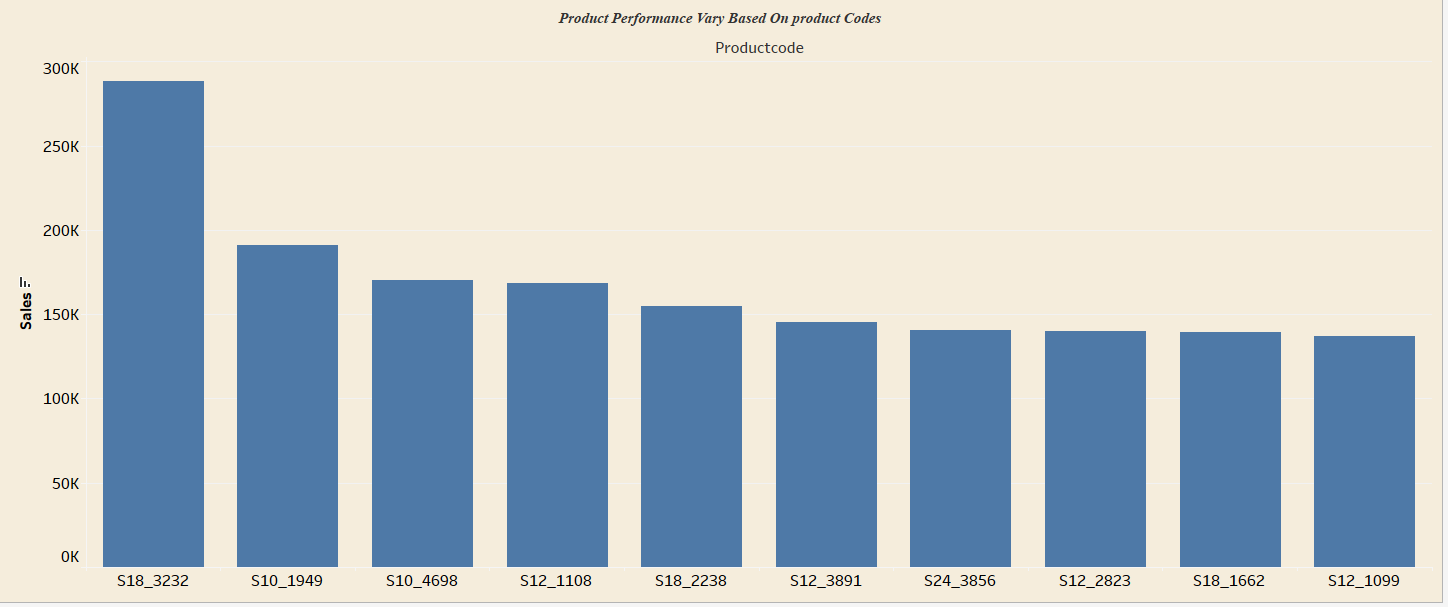 Product Performance Vary Based On product Codes
Productcode
300K
250K
200K
150K
100K
50K
0K
Sales
S18_3232 S10_1949 S10_4698 S12_1108 S18_2238 S12_3891 S24_3856 S12_2823 S18_1662 S12_1099